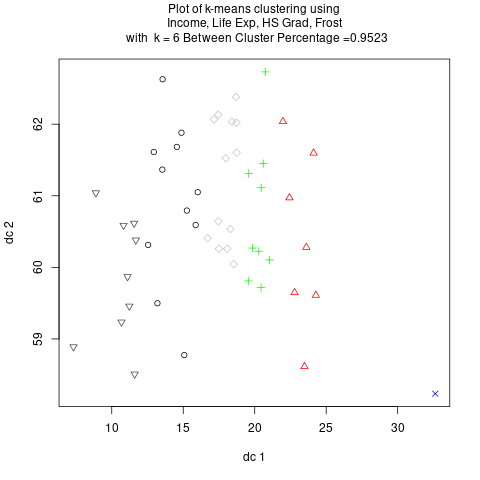 Plot of k-means clustering using
Income, Life Exp, HS Grad, Frost
with k = 6 Between Cluster Percentage =0.9523
62
61
60
59
dc 2
10 15 20 25 30
dc 1